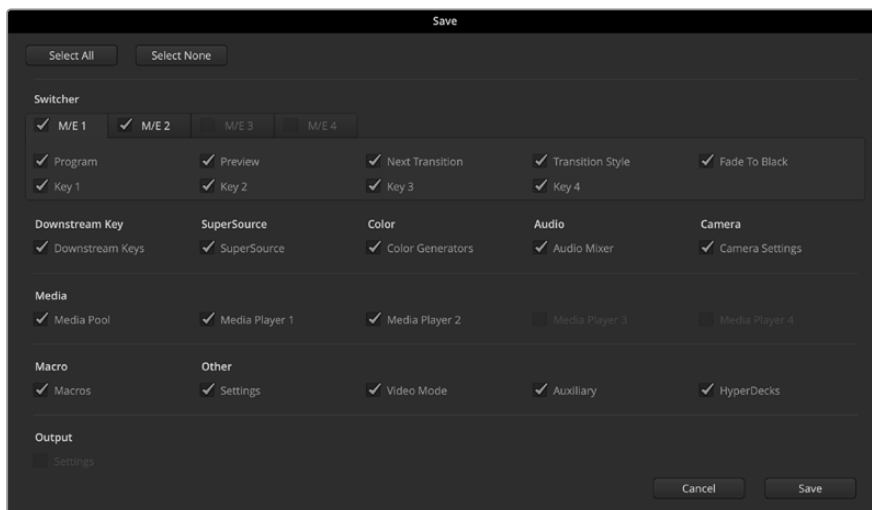 Save
Select All Select None
Switcher
M/E 1 M/E 2 M/E 3 M/E 4
Program Preview Next Transition Transition Style Fade To Black
Key 1 Key 2 Key 3 Key 4
Downstream Key SuperSource Color Audio Camera
Downstream Keys SuperSource Color Generators Audio Mixer Camera Settings
Media
Media Pool Media Player 1 Media Player 2 Media Player 3 Media Player 4
Macro Other
Macros Settings Video Mode Auxiliary HyperDecks
Output
Settings
Cancel Save